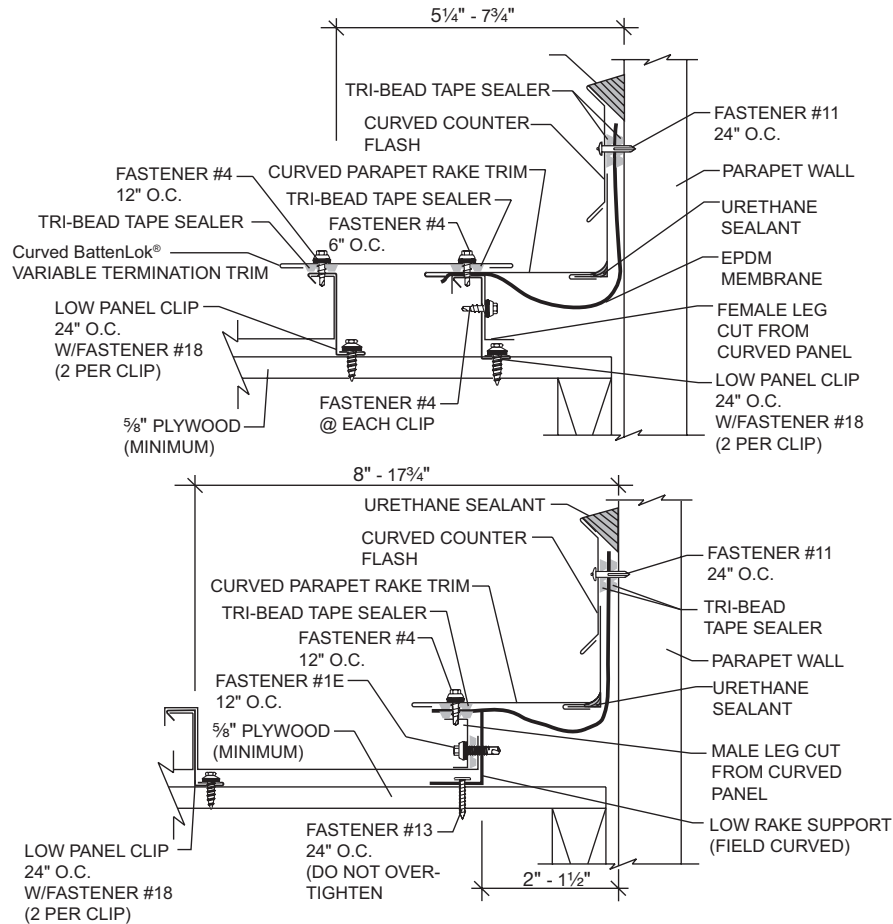 5¼" - 7¾"
TRI-BEAD TAPE SEALER
CURVED COUNTER
FLASH
FASTENER #11
24" O.C.
FASTENER #4
12" O.C.
CURVED PARAPET RAKE TRIM
PARAPET WALL
TRI-BEAD TAPE SEALER
TRI-BEAD TAPE SEALER
FASTENER #4
6" O.C.
URETHANE
SEALANT
Curved BattenLok®
VARIABLE TERMINATION TRIM
EPDM
MEMBRANE
LOW PANEL CLIP
24" O.C.
W/FASTENER #18
(2 PER CLIP)
FEMALE LEG
CUT FROM
CURVED PANEL
LOW PANEL CLIP
24" O.C.
W/FASTENER #18
(2 PER CLIP)
⅝" PLYWOOD
(MINIMUM)
FASTENER #4
@ EACH CLIP
8" - 17¾"
URETHANE SEALANT
CURVED COUNTER
FLASH
FASTENER #11
24" O.C.
CURVED PARAPET RAKE TRIM
TRI-BEAD TAPE SEALER
TRI-BEAD
TAPE SEALER
FASTENER #4
12" O.C.
PARAPET WALL
FASTENER #1E
12" O.C.
URETHANE
SEALANT
⅝" PLYWOOD
(MINIMUM)
MALE LEG CUT
FROM CURVED
PANEL
LOW RAKE SUPPORT
(FIELD CURVED)
FASTENER #13
24" O.C.
(DO NOT OVER-
TIGHTEN
LOW PANEL CLIP
24" O.C.
W/FASTENER #18
(2 PER CLIP)
2" - 1½"